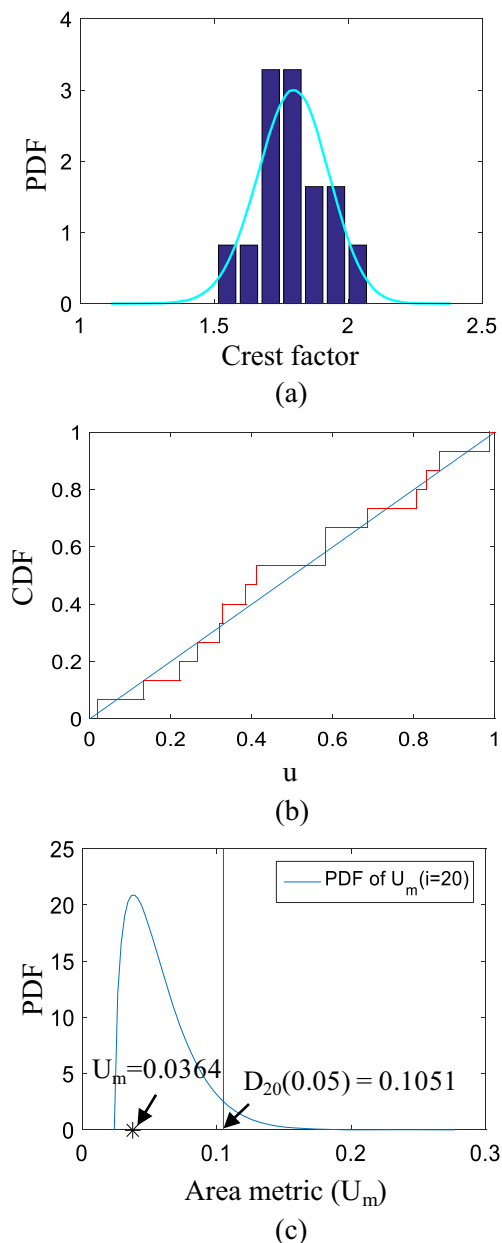 4
3
2
1
0
PDF
1
1.5
2
2.5
Crest factor
(a)
1
0.8
0.6
0.4
0.2
0
CDF
0
0.2
0.4
0.6
0.8
1
u
(b)
25
20
15
10
5
0
PDF
PDF of U_m(i=20)
U_m=0.0364
D_20(0.05) = 0.1051
0
0.1
0.2
0.3
Area metric (U_m)
(c)